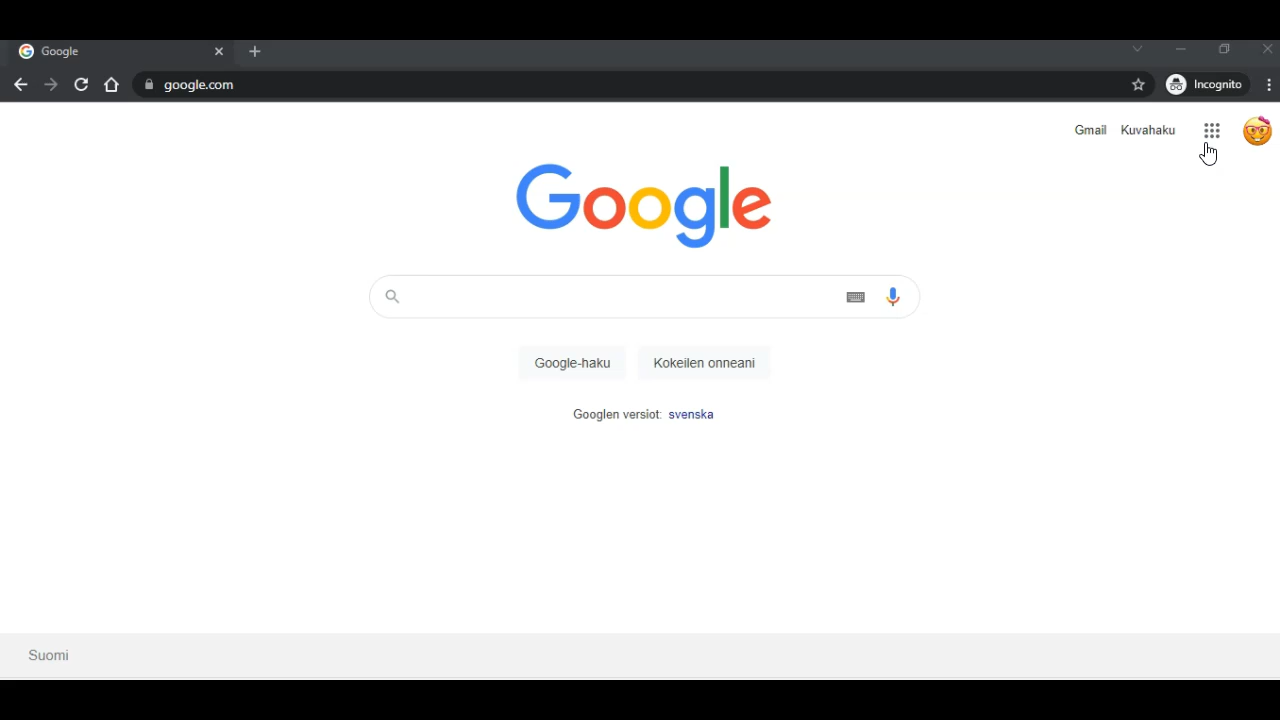 Google
google.com
Incognito
Gmail Kuvahaku
Google
Google-haku Kokeilen onneani
Googlen versiot: svenska
Suomi